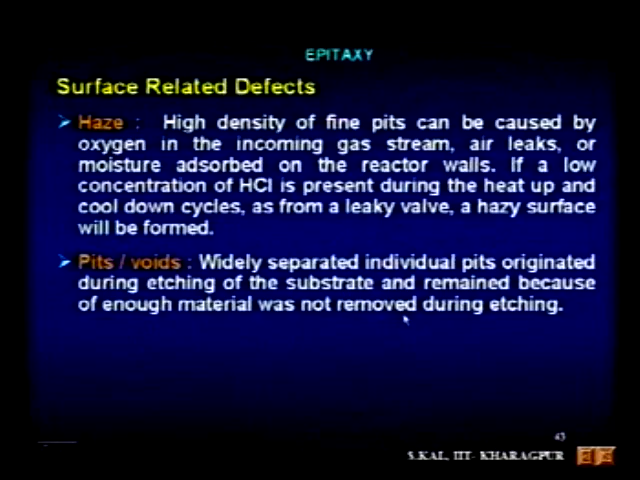 EPITAXY
Surface Related Defects
➤ Haze : High density of fine pits can be caused by
oxygen in the incoming gas stream, air leaks, or
moisture adsorbed on the reactor walls. If a low
concentration of HCl is present during the heat up and
cool down cycles, as from a leaky valve, a hazy surface
will be formed.
➤ Pits / voids : Widely separated individual pits originated
during etching of the substrate and remained because
of enough material was not removed during etching.
43
S.KAL, IIT- KHARAGPUR